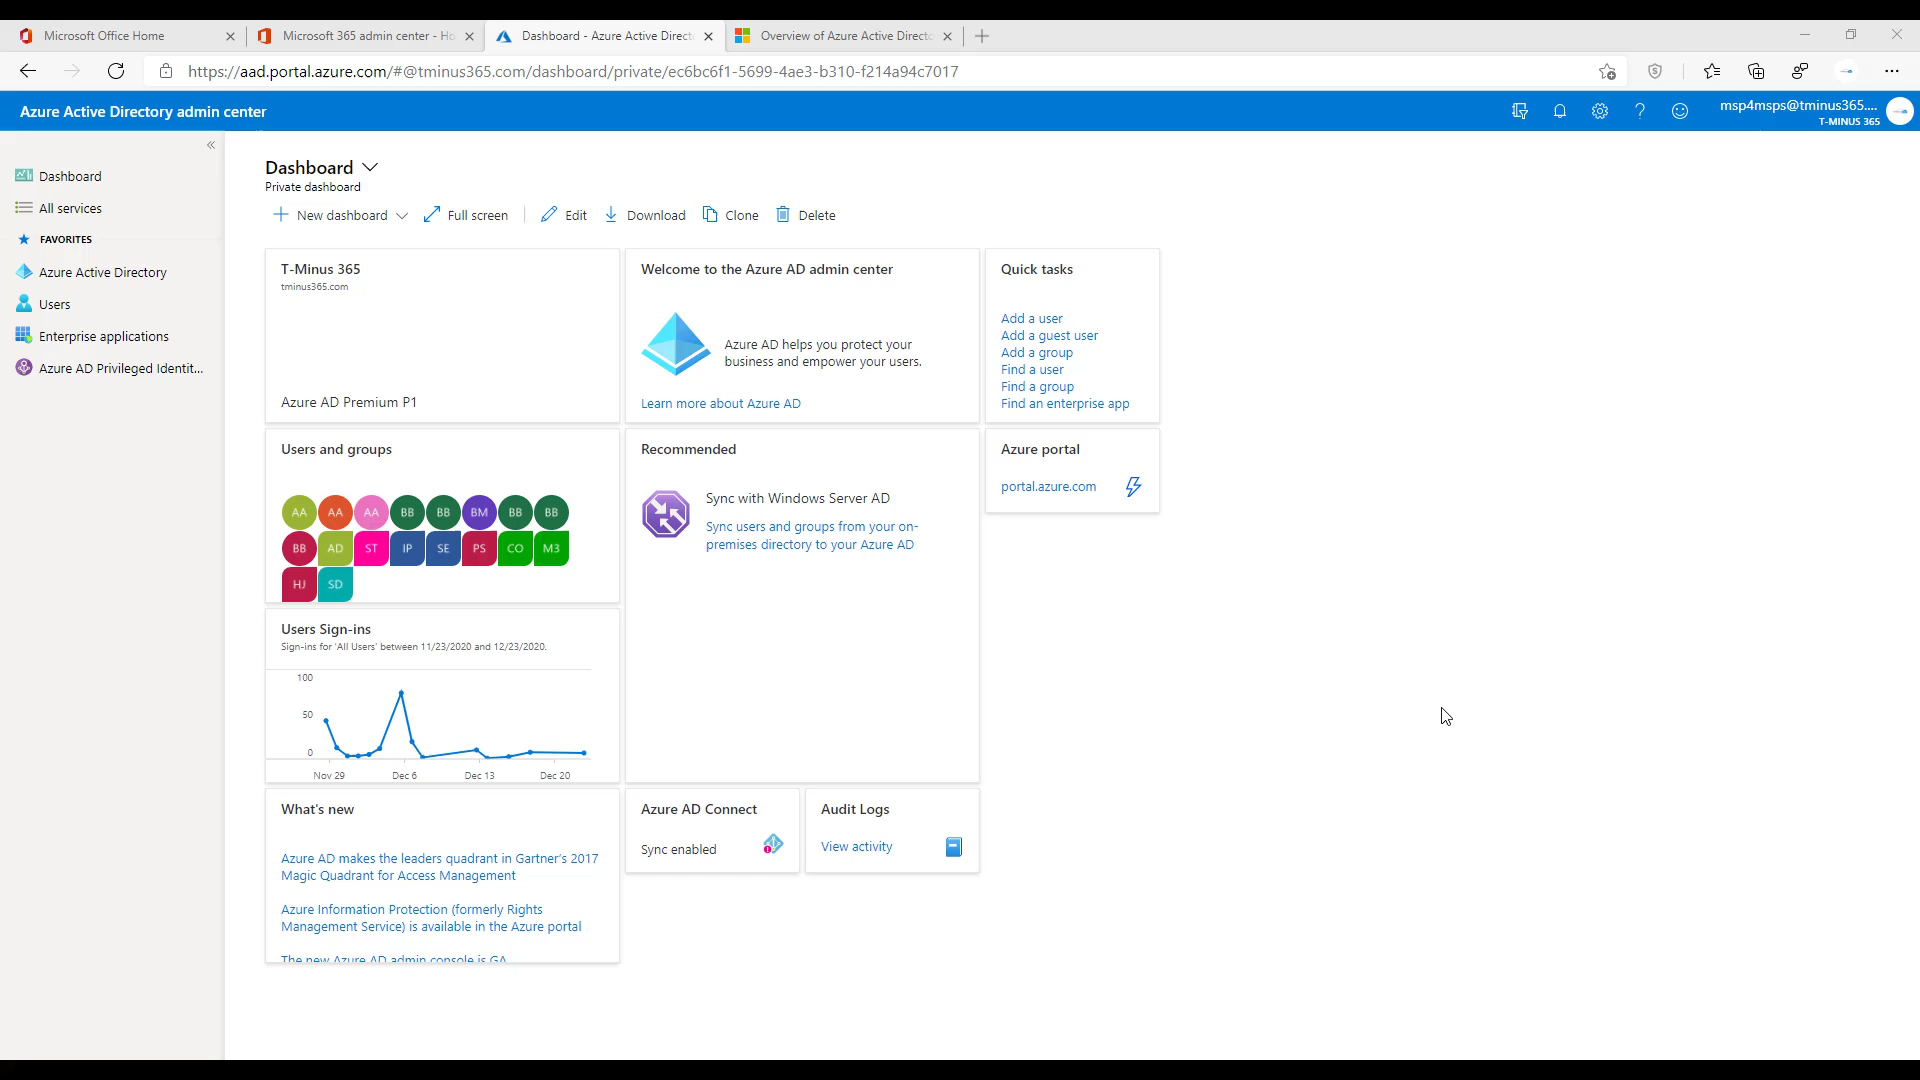 Microsoft Office Home
Microsoft 365 admin center - Ho
Dashboard - Azure Active Direct
Overview of Azure Active Directo
https://aad.portal.azure.com/#@tminus365.com/dashboard/private/ec6bc6f1-5699-4ae3-b310-f214a94c7017
Azure Active Directory admin center
msp4msps@tminus365....
T-MINUS 365
Dashboard
All services
FAVORITES
Azure Active Directory
Users
Enterprise applications
Azure AD Privileged Identit...
Dashboard
Private dashboard
New dashboard
Full screen
Edit
Download
Clone
Delete
T-Minus 365
tminus365.com
Azure AD Premium P1
Welcome to the Azure AD admin center
Azure AD helps you protect your
business and empower your users.
Learn more about Azure AD
Quick tasks
Add a user
Add a guest user
Add a group
Find a user
Find a group
Find an enterprise app
Users and groups
AA AA AA BB BB BM BB BB
BB AD ST IP SE PS CO M3
HJ SD
Recommended
Sync with Windows Server AD
Sync users and groups from your on-
premises directory to your Azure AD
Azure portal
portal.azure.com
Users Sign-ins
Sign-ins for 'All Users' between 11/23/2020 and 12/23/2020.
100
50
0
Nov 29 Dec 6 Dec 13 Dec 20
What's new
Azure AD makes the leaders quadrant in Gartner's 2017
Magic Quadrant for Access Management
Azure Information Protection (formerly Rights
Management Service) is available in the Azure portal
The new Azure AD admin console is GA
Azure AD Connect
Sync enabled
Audit Logs
View activity